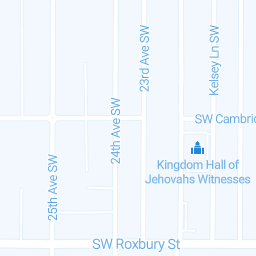 23rd Ave SW
Kelsey Ln SW
24th Ave SW
SW Cambri
Kingdom Hall of
Jehovahs Witnesses
25th Ave SW
SW Roxbury St